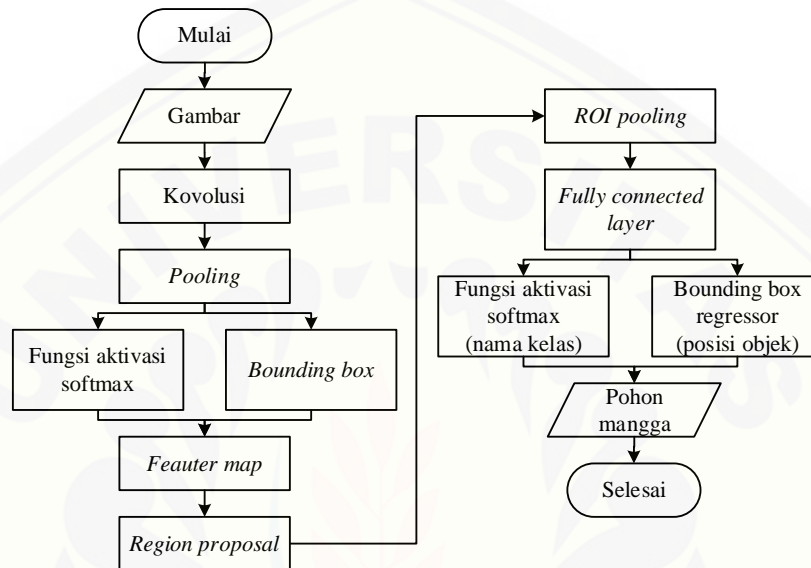 Mulai
Gambar
Kovolusi
Pooling
Fungsi aktivasi
softmax
Bounding box
Feauter map
Region proposal
ROI pooling
Fully connected
layer
Fungsi aktivasi
softmax
(nama kelas)
Bounding box
regressor
(posisi objek)
Pohon
mangga
Selesai
UNIVERSITAS